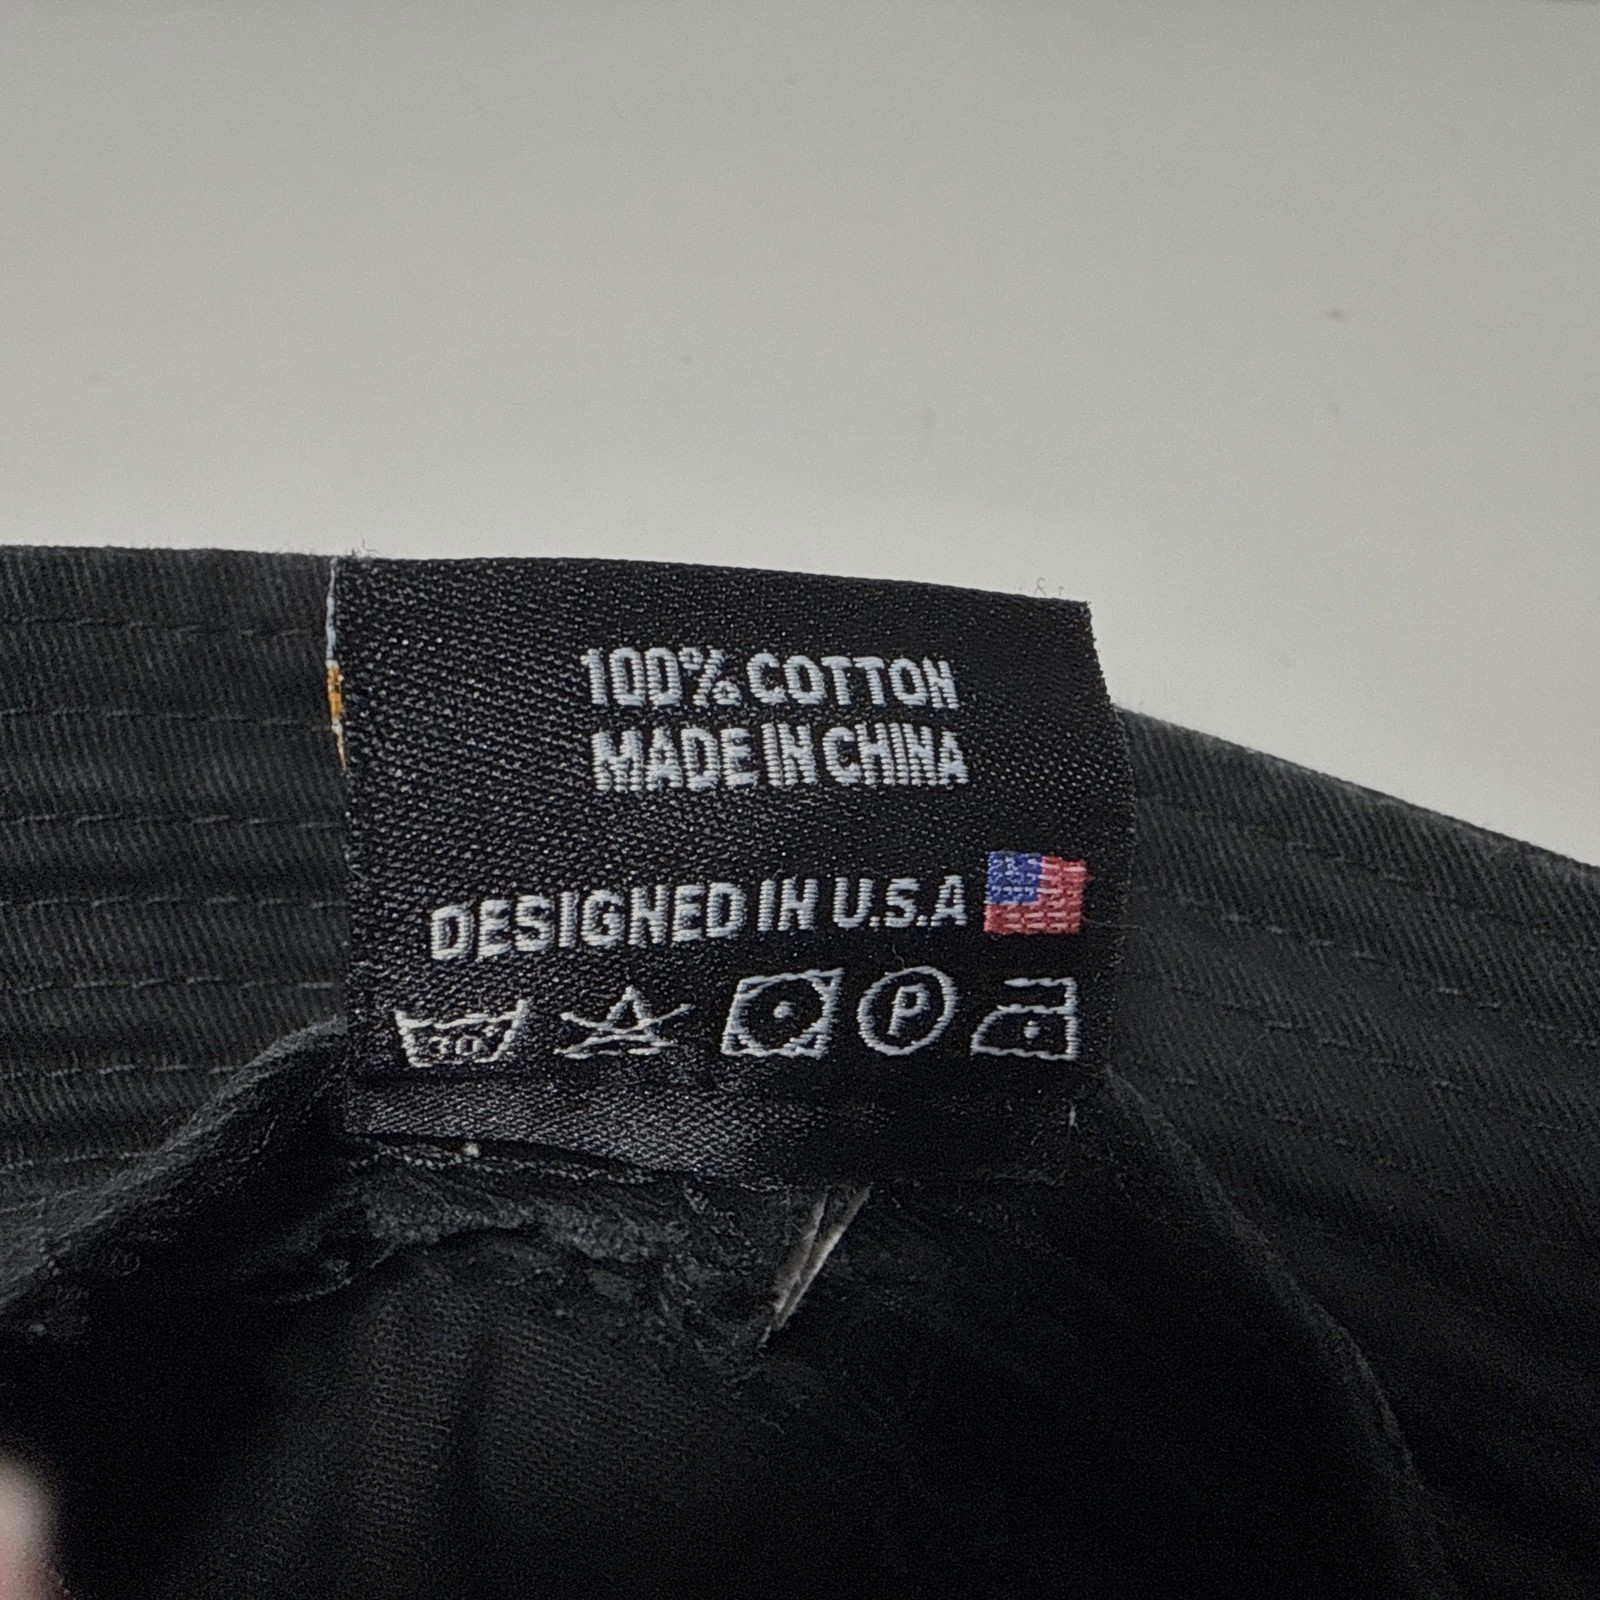 100% COTTON
MADE IN CHINA
DESIGNED IN U.S.A
30
P